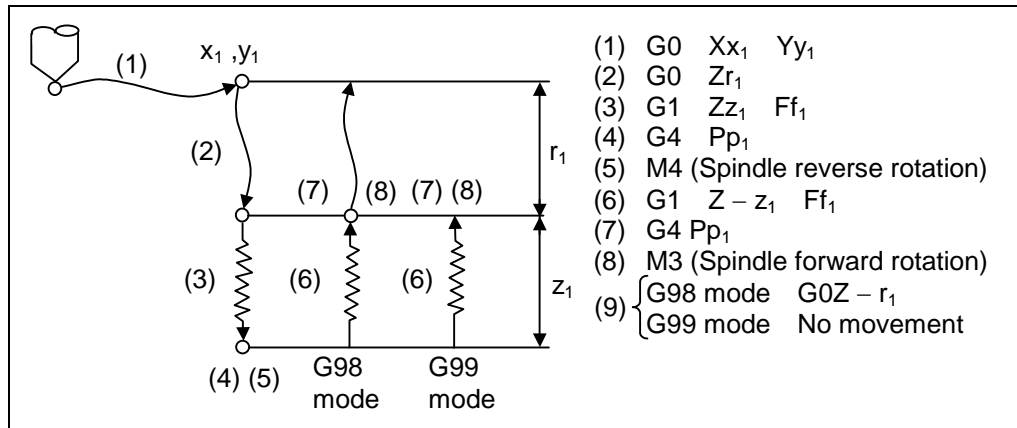 (1)
x₁ ,y₁
(2)
r₁
(7)
(8)
(7) (8)
(3)
(6)
(6)
z₁
(4) (5)
G98
mode
G99
mode
(1) G0 Xx₁ Yy₁
(2) G0 Zr₁
(3) G1 Zz₁ Ff₁
(4) G4 Pp₁
(5) M4 (Spindle reverse rotation)
(6) G1 Z − z₁ Ff₁
(7) G4 Pp₁
(8) M3 (Spindle forward rotation)
(9) G98 mode G0Z − r₁
G99 mode No movement